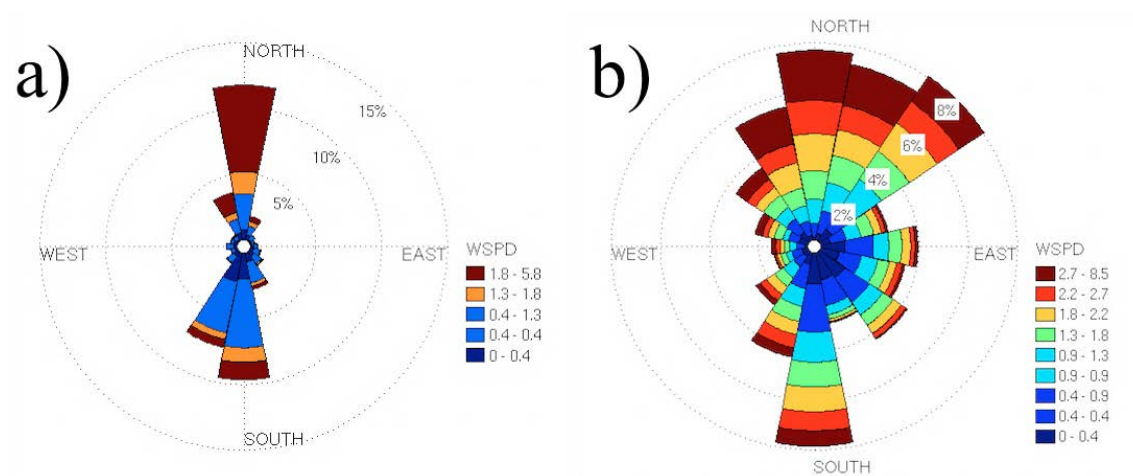 a)
NORTH
15%
10%
5%
WEST
EAST
SOUTH
WSPD
1.8 - 5.8
1.3 - 1.8
0.4 - 1.3
0.4 - 0.4
0 - 0.4
b)
NORTH
8%
6%
4%
2%
WEST
EAST
SOUTH
WSPD
2.7 - 8.5
2.2 - 2.7
1.8 - 2.2
1.3 - 1.8
0.9 - 1.3
0.9 - 0.9
0.4 - 0.9
0.4 - 0.4
0 - 0.4